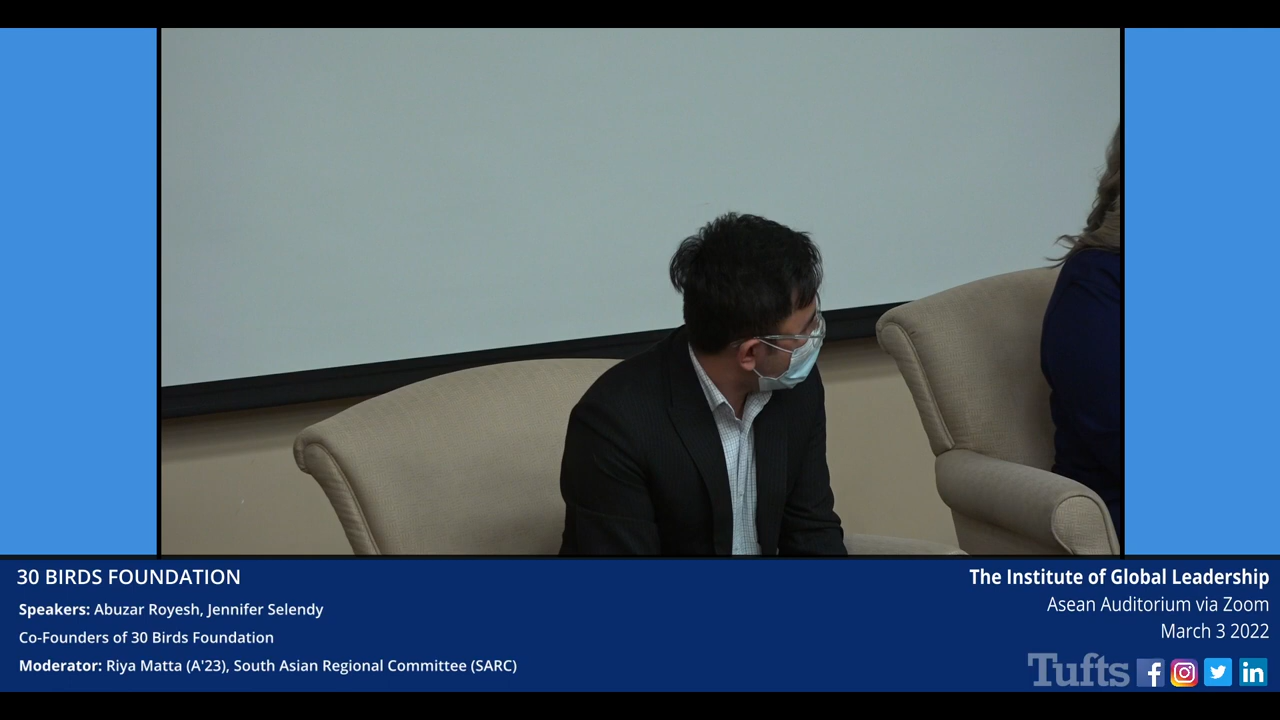 30 BIRDS FOUNDATION
Speakers: Abuzar Royesh, Jennifer Selendy
Co-Founders of 30 Birds Foundation
Moderator: Riya Matta (A'23), South Asian Regional Committee (SARC)
The Institute of Global Leadership
Asean Auditorium via Zoom
March 3 2022
Tufts